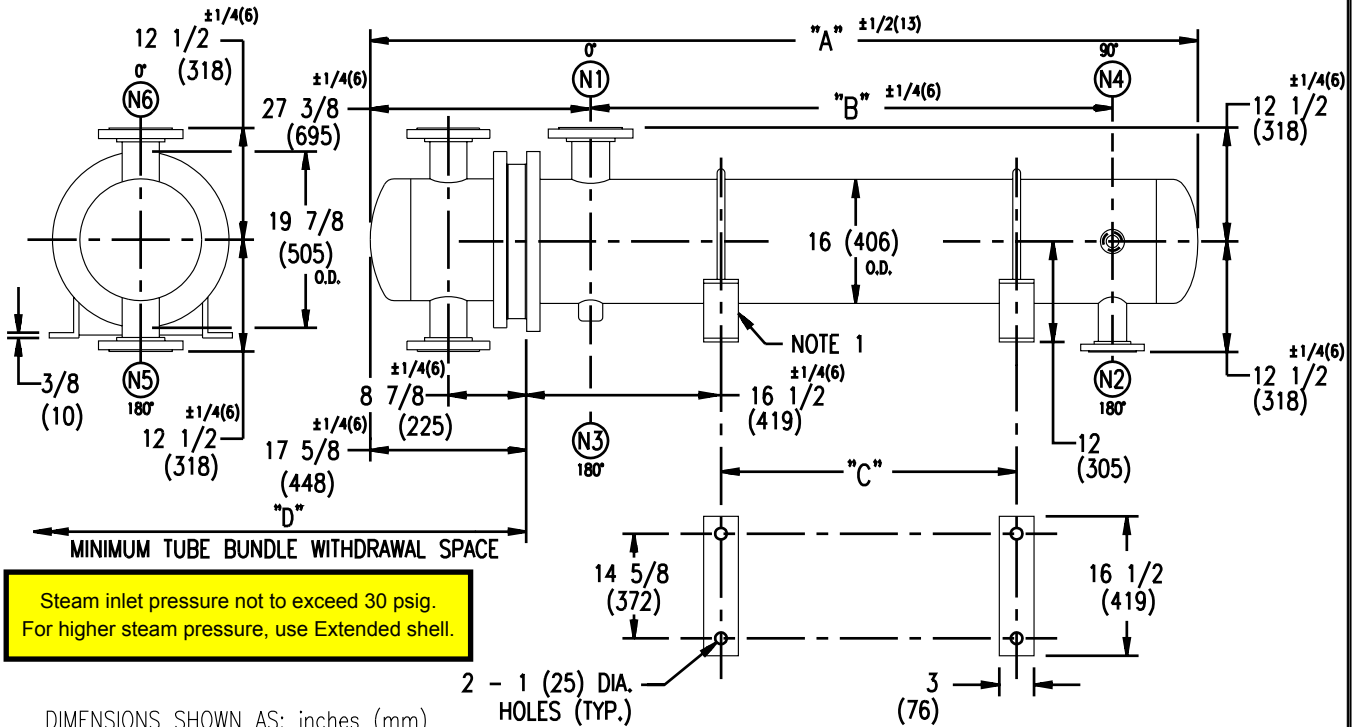 ±1/4(6)
12 1/2
(318)
0°
N6
±1/4(6)
27 3/8
(695)
0°
N1
"A" ±1/2(13)
"B" ±1/4(6)
90°
N4
±1/4(6)
12 1/2
(318)
19 7/8
(505)
O.D.
16 (406)
O.D.
NOTE 1
3/8
(10)
N5
180°
±1/4(6)
12 1/2
(318)
±1/4(6)
8 7/8
(225)
±1/4(6)
17 5/8
(448)
N3
180°
±1/4(6)
16 1/2
(419)
N2
180°
12
(305)
±1/4(6)
12 1/2
(318)
"C"
"D"
MINIMUM TUBE BUNDLE WITHDRAWAL SPACE
Steam inlet pressure not to exceed 30 psig.
For higher steam pressure, use Extended shell.
14 5/8
(372)
16 1/2
(419)
2 - 1 (25) DIA.
HOLES (TYP.)
3
(76)
DIMENSIONS SHOWN AS: inches (mm)